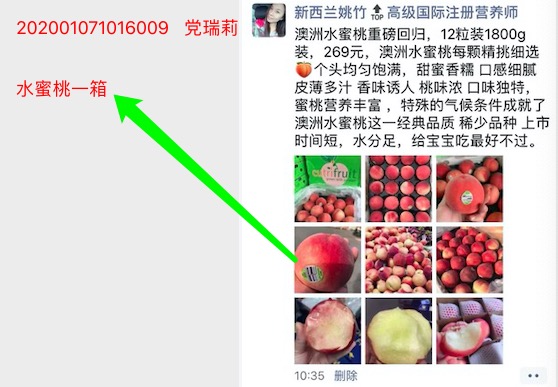 202001071016009 党瑞莉
水蜜桃一箱
新西兰姚竹 TOP 高级国际注册营养师
澳洲水蜜桃重磅回归，12粒装1800g
装，269元，澳洲水蜜桃每颗精挑细选
🍑个头均匀饱满，甜蜜香糯 口感细腻
皮薄多汁 香味诱人 桃味浓 口味独特，
蜜桃营养丰富 ，特殊的气候条件成就了
澳洲水蜜桃这一经典品质 稀少品种 上市
时间短，水分足，给宝宝吃最好不过。
cutrifruit
10:35 删除